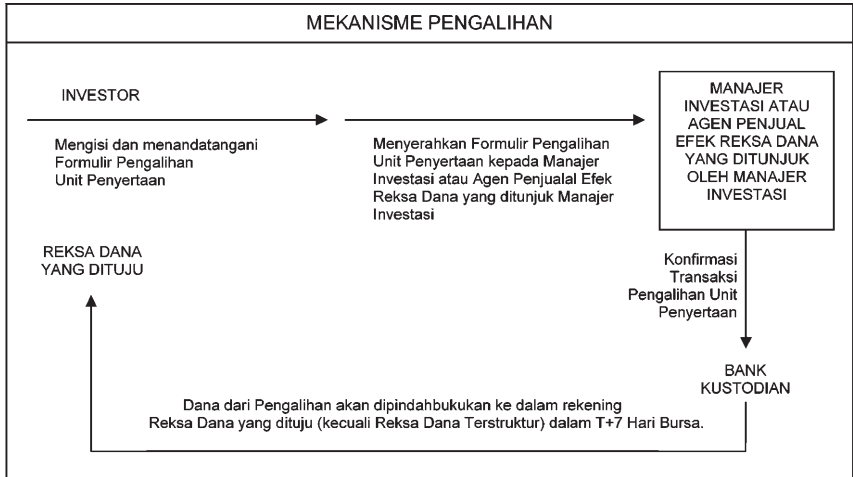 MEKANISME PENGALIHAN
INVESTOR
Mengisi dan menandatangani
Formulir Pengalihan
Unit Penyertaan
Menyerahkan Formulir Pengalihan
Unit Penyertaan kepada Manajer
Investasi atau Agen Penjualal Efek
Reksa Dana yang ditunjuk Manajer
Investasi
MANAJER
INVESTASI ATAU
AGEN PENJUAL
EFEK REKSA DANA
YANG DITUNJUK
OLEH MANAJER
INVESTASI
Konfirmasi
Transaksi
Pengalihan Unit
Penyertaan
BANK
KUSTODIAN
Dana dari Pengalihan akan dipindahbukukan ke dalam rekening
Reksa Dana yang dituju (kecuali Reksa Dana Terstruktur) dalam T+7 Hari Bursa.
REKSA DANA
YANG DITUJU